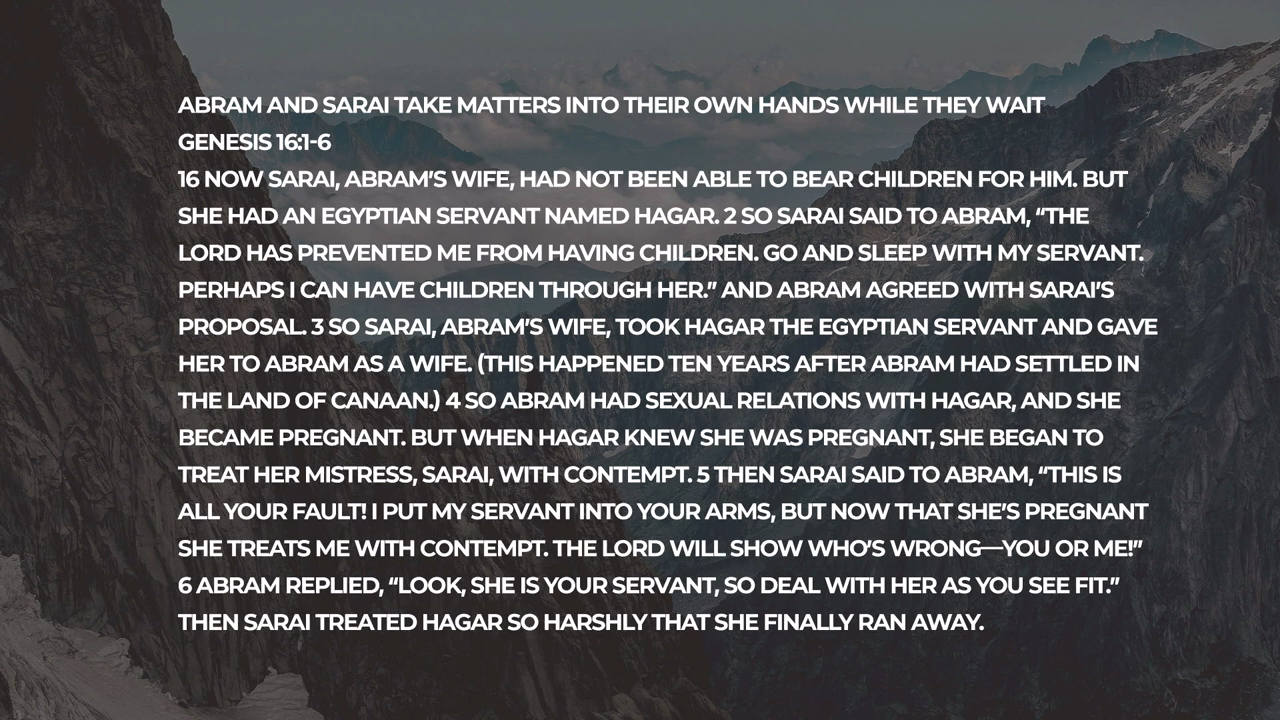 ABRAM AND SARAI TAKE MATTERS INTO THEIR OWN HANDS WHILE THEY WAIT
GENESIS 16:1-6
16 NOW SARAI, ABRAM’S WIFE, HAD NOT BEEN ABLE TO BEAR CHILDREN FOR HIM. BUT
SHE HAD AN EGYPTIAN SERVANT NAMED HAGAR. 2 SO SARAI SAID TO ABRAM, “THE
LORD HAS PREVENTED ME FROM HAVING CHILDREN. GO AND SLEEP WITH MY SERVANT.
PERHAPS I CAN HAVE CHILDREN THROUGH HER.” AND ABRAM AGREED WITH SARAI’S
PROPOSAL. 3 SO SARAI, ABRAM’S WIFE, TOOK HAGAR THE EGYPTIAN SERVANT AND GAVE
HER TO ABRAM AS A WIFE. (THIS HAPPENED TEN YEARS AFTER ABRAM HAD SETTLED IN
THE LAND OF CANAAN.) 4 SO ABRAM HAD SEXUAL RELATIONS WITH HAGAR, AND SHE
BECAME PREGNANT. BUT WHEN HAGAR KNEW SHE WAS PREGNANT, SHE BEGAN TO
TREAT HER MISTRESS, SARAI, WITH CONTEMPT. 5 THEN SARAI SAID TO ABRAM, “THIS IS
ALL YOUR FAULT! I PUT MY SERVANT INTO YOUR ARMS, BUT NOW THAT SHE’S PREGNANT
SHE TREATS ME WITH CONTEMPT. THE LORD WILL SHOW WHO’S WRONG—YOU OR ME!”
6 ABRAM REPLIED, “LOOK, SHE IS YOUR SERVANT, SO DEAL WITH HER AS YOU SEE FIT.”
THEN SARAI TREATED HAGAR SO HARSHLY THAT SHE FINALLY RAN AWAY.